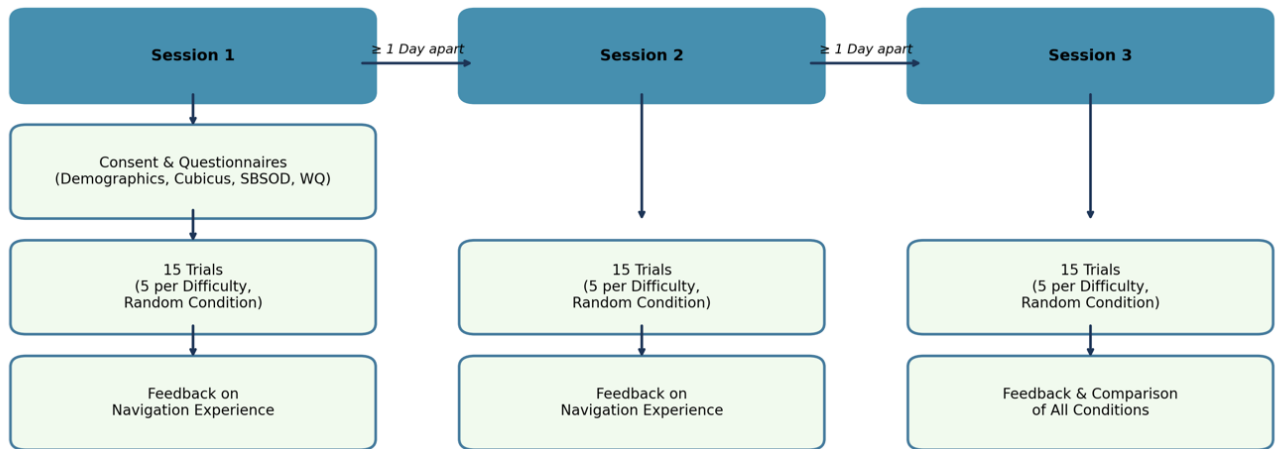 Session 1
≥ 1 Day apart
Session 2
≥ 1 Day apart
Session 3
Consent & Questionnaires
(Demographics, Cubicus, SBSOD, WQ)
15 Trials
(5 per Difficulty,
Random Condition)
15 Trials
(5 per Difficulty,
Random Condition)
15 Trials
(5 per Difficulty,
Random Condition)
Feedback on
Navigation Experience
Feedback on
Navigation Experience
Feedback & Comparison
of All Conditions